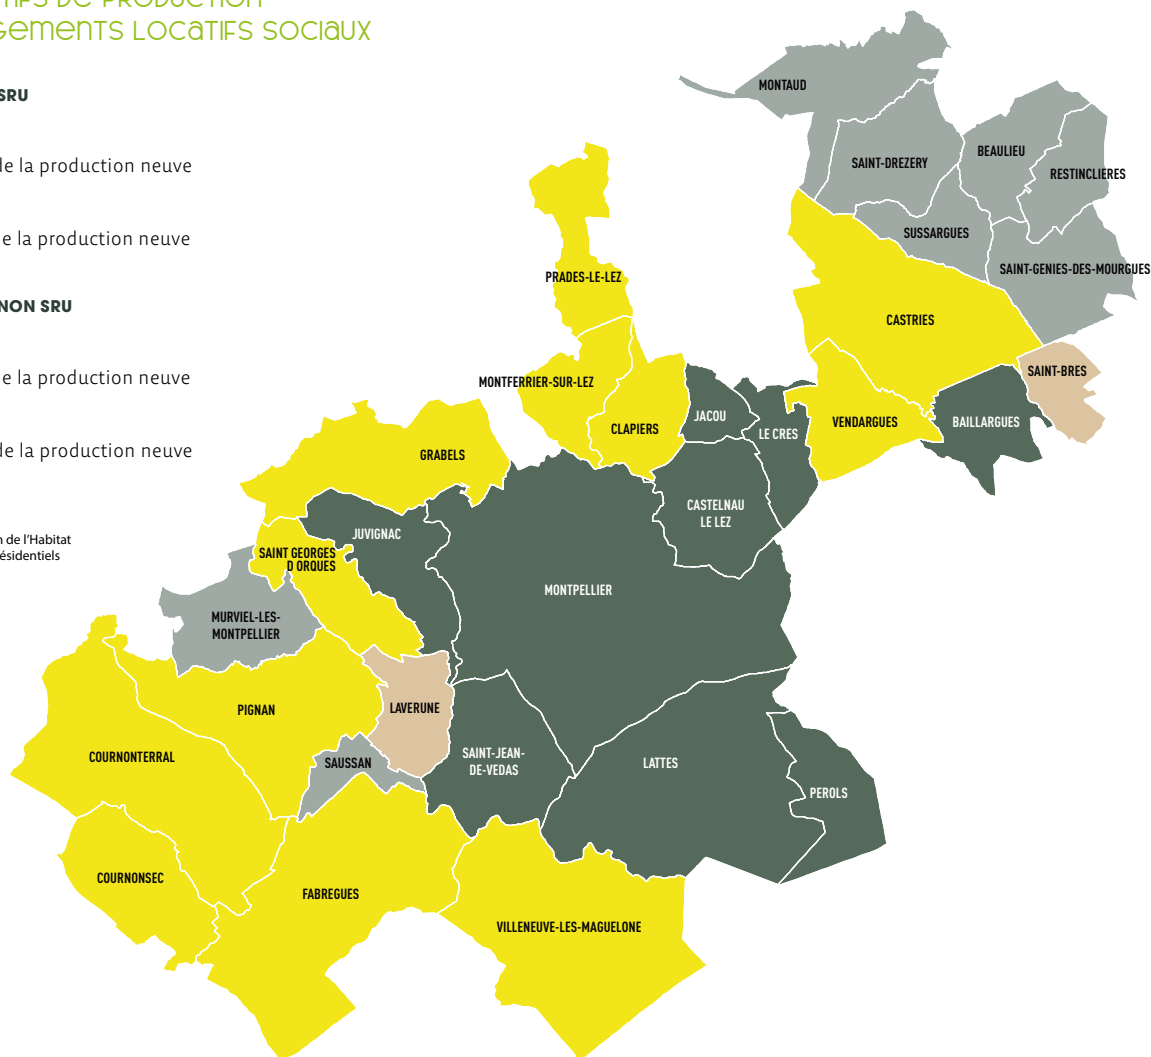 TIFS DE PRODUCTION
GEMENTS LOCATIFS SOCIAUX
SRU
de la production neuve
e la production neuve
NON SRU
e la production neuve
de la production neuve
n de l'Habitat
ésidentiels
MONTAUD
SAINT-DREZERY
BEAULIEU
RESTINCLIERES
SUSSARGUES
SAINT-GENIES-DES-MOURGUES
PRADES-LE-LEZ
CASTRIES
MONTFERRIER-SUR-LEZ
SAINT-BRES
CLAPIERS
JACOU
LE CRES
VENDARGUES
BAILLARGUES
GRABELS
CASTELNAU
LE LEZ
JUVIGNAC
SAINT GEORGES
D ORQUES
MONTPELLIER
MURVIEL-LES-
MONTPELLIER
PIGNAN
LAVERUNE
COURNONTERRAL
SAUSSAN
SAINT-JEAN-
DE-VEDAS
LATTES
PEROLS
COURNONSEC
FABREGUES
VILLENEUVE-LES-MAGUELONE